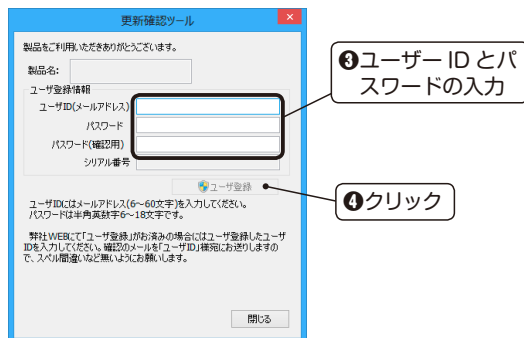 更新確認ツール
製品をご利用いただきありがとうございます。
製品名:
ユーザ登録情報
ユーザID(メールアドレス)
パスワード
パスワード(確認用)
シリアル番号
ユーザ登録
ユーザIDにはメールアドレス(6～60文字)を入力してください。
パスワードは半角英数字6～18文字です。
弊社WEBにて「ユーザ登録」がお済みの場合にはユーザ登録したユーザ
IDを入力してください。確認のメールを「ユーザID」様宛にお送りしますの
で、スペル間違いなど無いようにお願いします。
閉じる
❸ユーザー ID とパ
スワードの入力
❹クリック